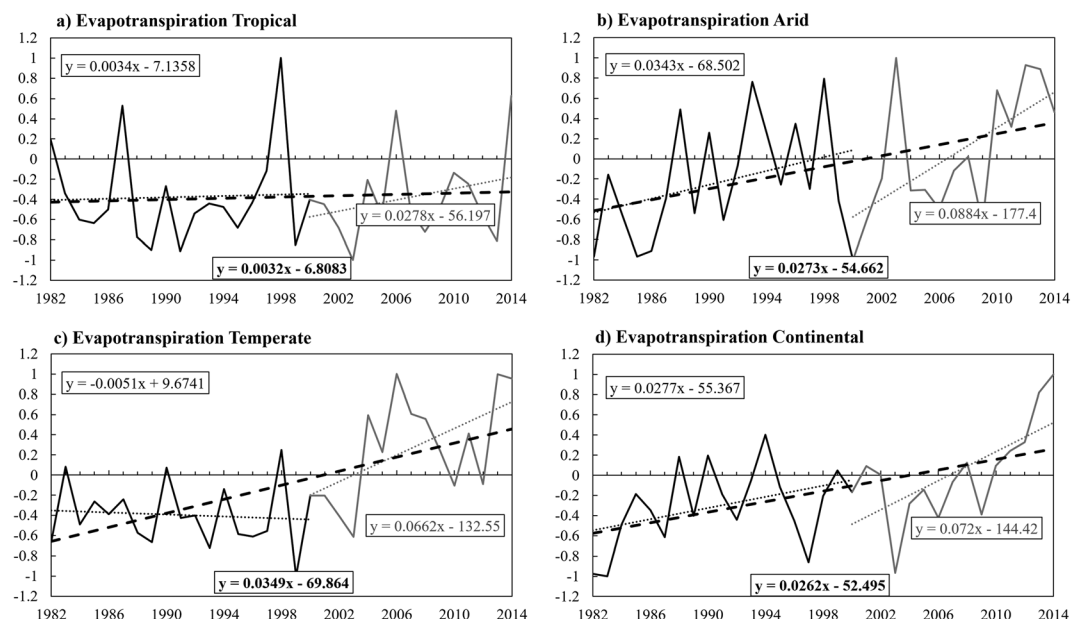 a) Evapotranspiration Tropical
1.2
1
0.8
0.6
0.4
0.2
0
-0.2
-0.4
-0.6
-0.8
-1
-1.2
y = 0.0034x - 7.1358
y = 0.0278x - 56.197
y = 0.0032x - 6.8083
1982 1986 1990 1994 1998 2002 2006 2010 2014
b) Evapotranspiration Arid
1.2
1
0.8
0.6
0.4
0.2
0
-0.2
-0.4
-0.6
-0.8
-1
-1.2
y = 0.0343x - 68.502
y = 0.0884x - 177.4
y = 0.0273x - 54.662
1982 1986 1990 1994 1998 2002 2006 2010 2014
c) Evapotranspiration Temperate
1.2
1
0.8
0.6
0.4
0.2
0
-0.2
-0.4
-0.6
-0.8
-1
-1.2
y = -0.0051x + 9.6741
y = 0.0662x - 132.55
y = 0.0349x - 69.864
1982 1986 1990 1994 1998 2002 2006 2010 2014
d) Evapotranspiration Continental
1.2
1
0.8
0.6
0.4
0.2
0
-0.2
-0.4
-0.6
-0.8
-1
-1.2
y = 0.0277x - 55.367
y = 0.072x - 144.42
y = 0.0262x - 52.495
1982 1986 1990 1994 1998 2002 2006 2010 2014